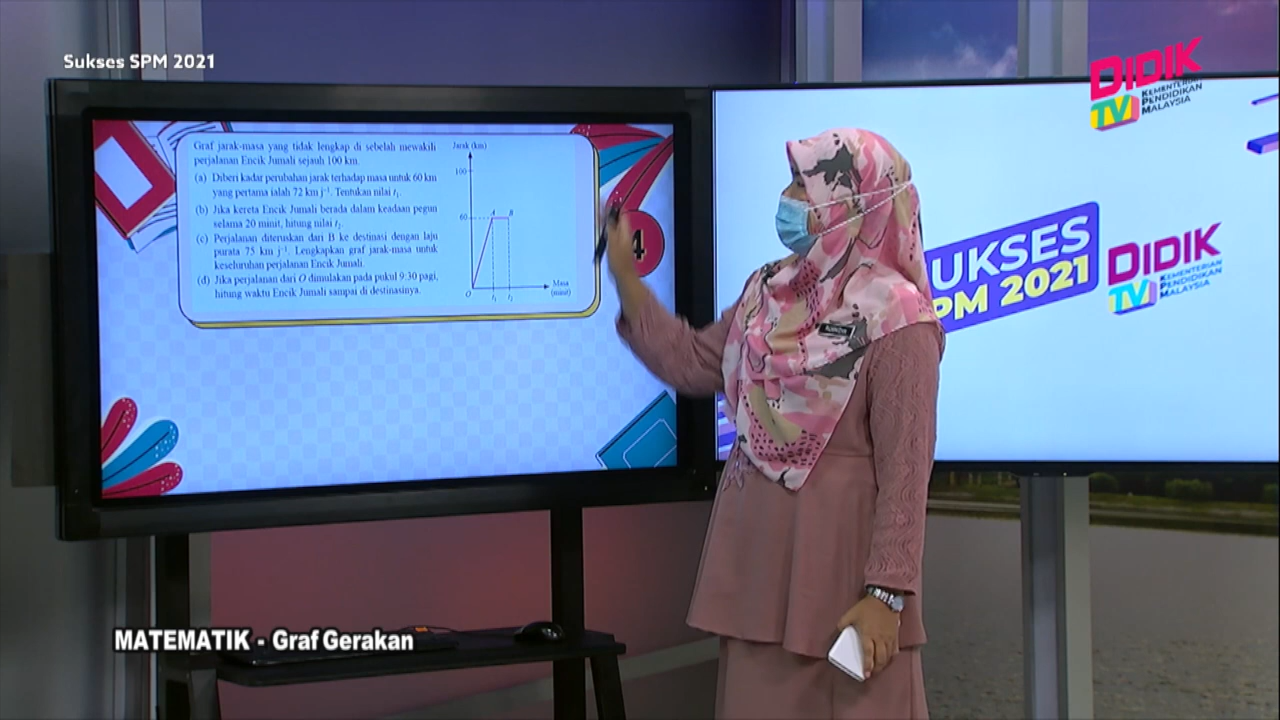 Sukses SPM 2021
DIDIK
TV
KEMENTERIAN
PENDIDIKAN
MALAYSIA
Graf jarak-masa yang tidak lengkap di sebelah mewakili
perjalanan Encik Jumali sejauh 100 km.
(a) Diberi kadar perubahan jarak terhadap masa untuk 60 km
yang pertama ialah 72 km j⁻¹. Tentukan nilai t₁.
(b) Jika kereta Encik Jumali berada dalam keadaan pegun
selama 20 minit, hitung nilai t₂.
(c) Perjalanan diteruskan dari B ke destinasi dengan laju
purata 75 km j⁻¹. Lengkapkan graf jarak-masa untuk
keseluruhan perjalanan Encik Jumali.
(d) Jika perjalanan dari O dimulakan pada pukul 9:30 pagi,
hitung waktu Encik Jumali sampai di destinasinya.
Jarak (km)
100
60
A B
O t₁ t₂
Masa
(minit)
4
UKSES
PM 2021
DIDIK
TV
KEMENTERIAN
PENDIDIKAN
MALAYSIA
MATEMATIK - Graf Gerakan